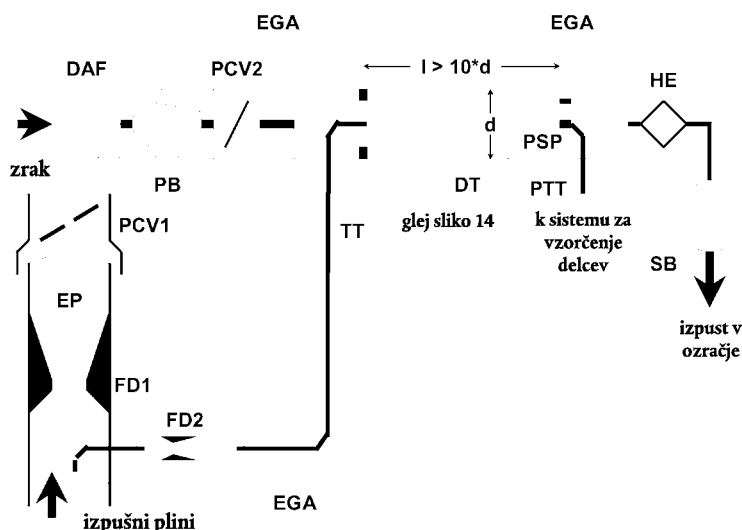 EGA
EGA
DAF
PCV2
l > 10*d
HE
d
PSP
zrak
PB
DT
PTT
PCV1
TT
glej sliko 14
k sistemu za
vzorčenje
delcev
SB
EP
izpust v
ozračje
FD1
FD2
EGA
izpušni plini